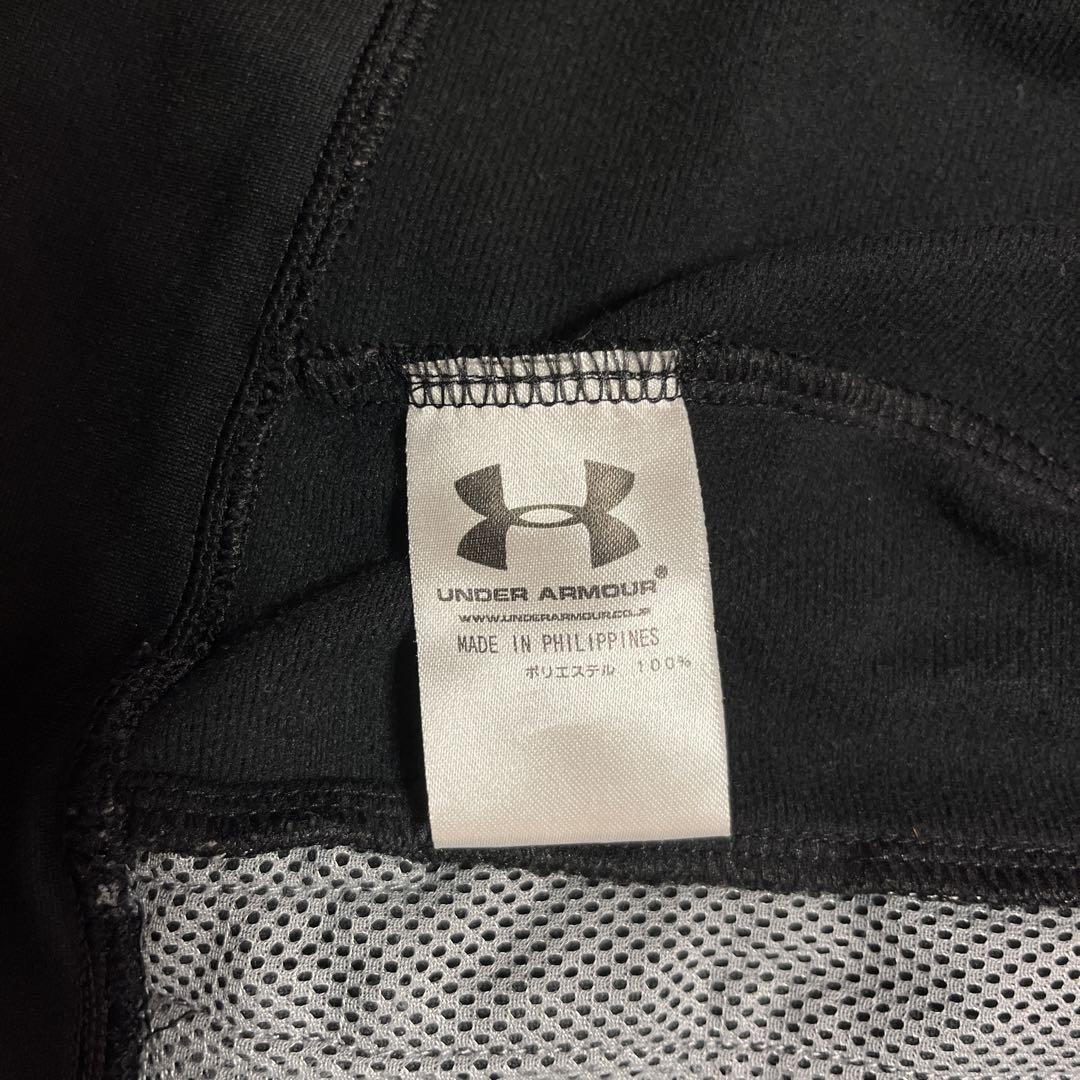 UNDER ARMOUR®
WWW.UNDERARMOUR.CO.JP
MADE IN PHILIPPINES
ポリエステル 100%